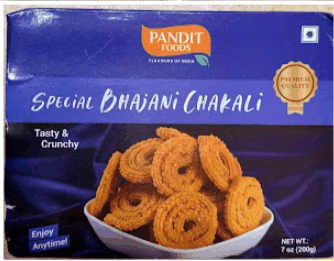 PANDIT
FOODS
FLAVOURS OF INDIA
PREMIUM
QUALITY
SPECIAL BHAJANI CHAKALI
Tasty &
Crunchy
Enjoy
Anytime!
NET WT.:
7 oz (200g)